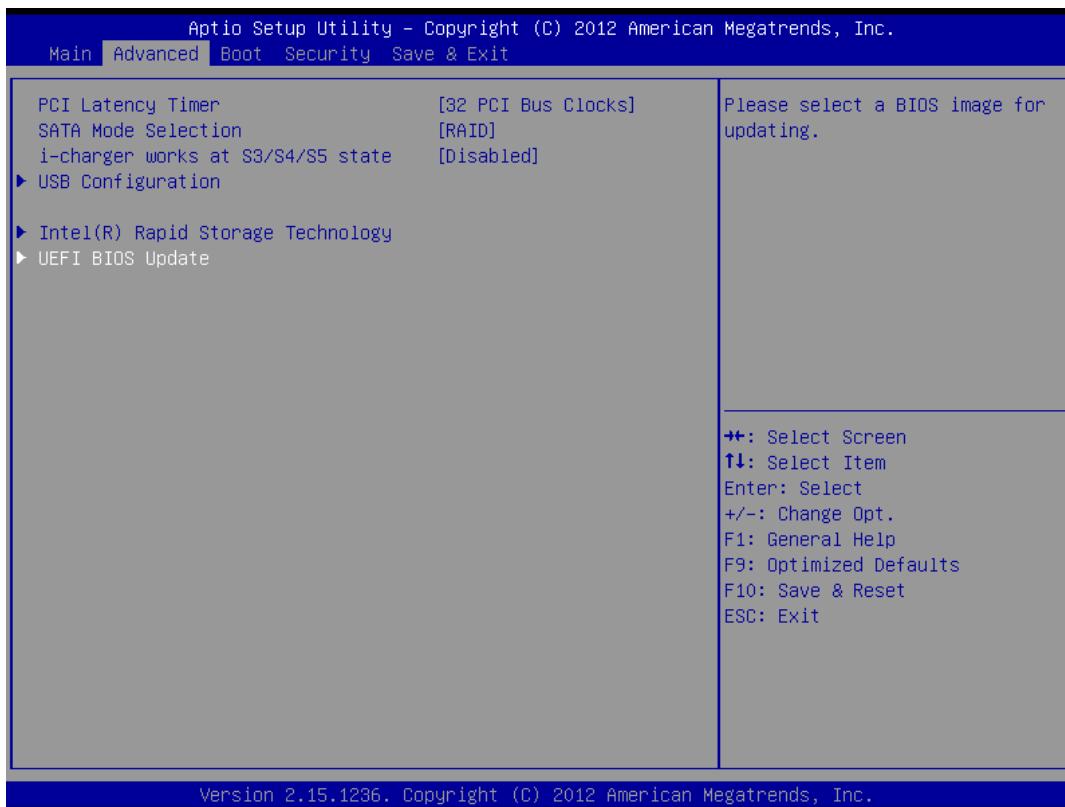 Aptio Setup Utility – Copyright (C) 2012 American Megatrends, Inc.
Main Advanced Boot Security Save & Exit
PCI Latency Timer [32 PCI Bus Clocks]
SATA Mode Selection [RAID]
i-charger works at S3/S4/S5 state [Disabled]
▶ USB Configuration
▶ Intel(R) Rapid Storage Technology
▶ UEFI BIOS Update
Please select a BIOS image for
updating.
→←: Select Screen
↑↓: Select Item
Enter: Select
+/-: Change Opt.
F1: General Help
F9: Optimized Defaults
F10: Save & Reset
ESC: Exit
Version 2.15.1236. Copyright (C) 2012 American Megatrends, Inc.